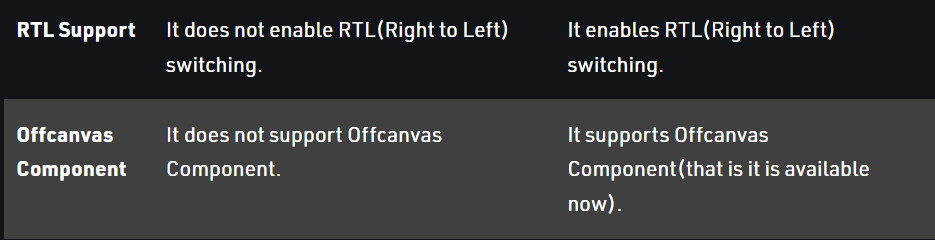 RTL Support It does not enable RTL(Right to Left) It enables RTL(Right to Left)
switching. switching.
Offcanvas It does not support Offcanvas It supports Offcanvas
Component Component. Component(that is it is available
now).